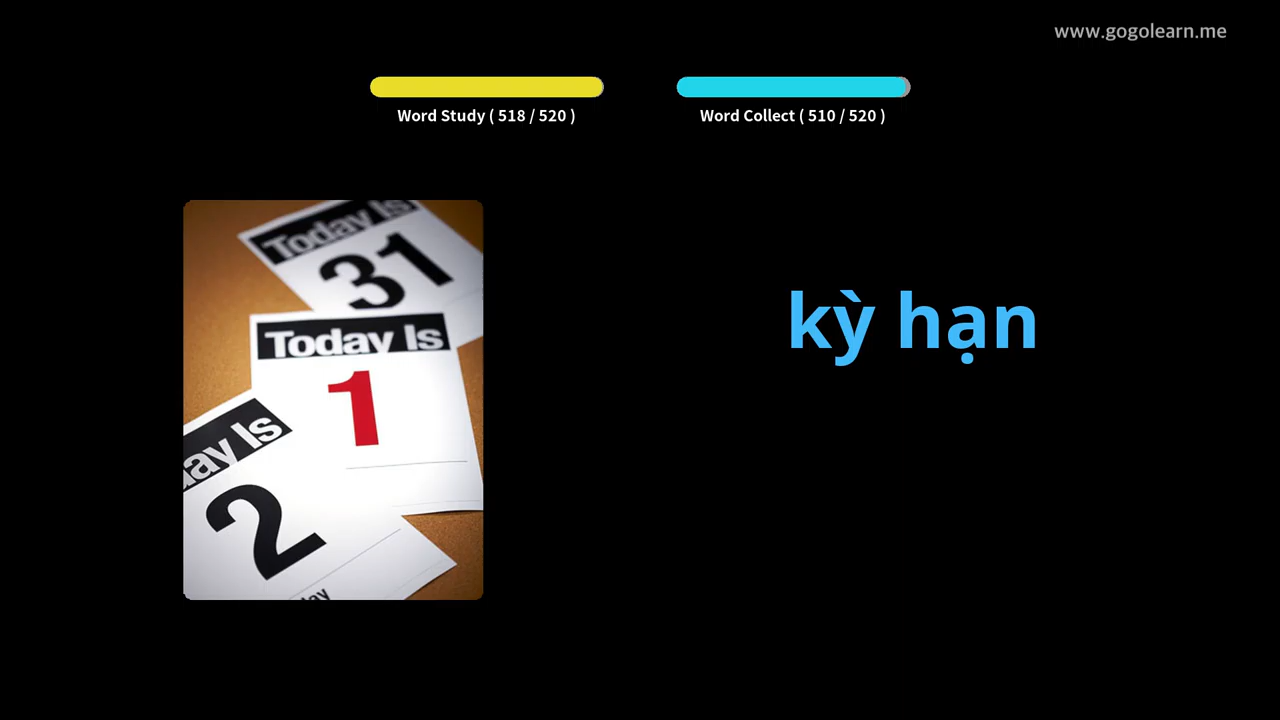 www.gogolearn.me
Word Study ( 518 / 520 )
Word Collect ( 510 / 520 )
Today Is
31
Today Is
1
ay Is
2
kỳ hạn